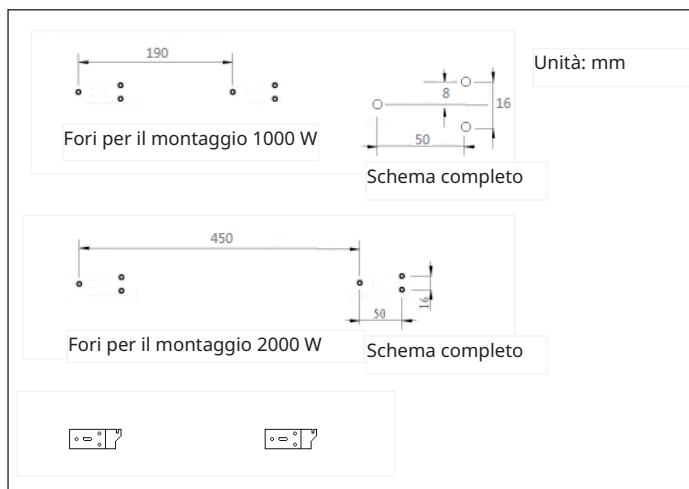 190
Unità: mm
8
16
Fori per il montaggio 1000 W
50
Schema completo
450
50
16
Fori per il montaggio 2000 W
Schema completo